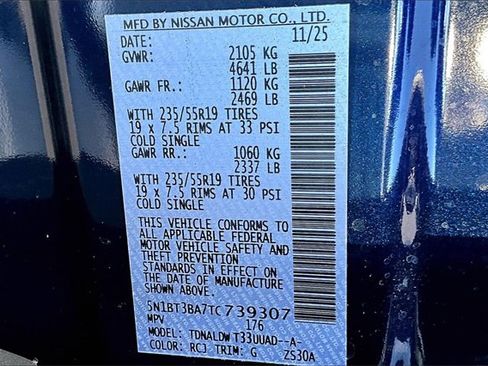 MFD BY NISSAN MOTOR CO., LTD.
DATE: 11/25
GVWR: 2105 KG
4641 LB
GAWR FR.: 1120 KG
2469 LB
WITH 235/55R19 TIRES
19 x 7.5 RIMS AT 33 PSI
COLD SINGLE
GAWR RR.: 1060 KG
2337 LB
WITH 235/55R19 TIRES
19 x 7.5 RIMS AT 30 PSI
COLD SINGLE
THIS VEHICLE CONFORMS TO
ALL APPLICABLE FEDERAL
MOTOR VEHICLE SAFETY AND
THEFT PREVENTION
STANDARDS IN EFFECT ON
THE DATE OF MANUFACTURE
SHOWN ABOVE.
5N1BT3BA7TC739307
MPV 176
MODEL: TDNALDWT33UUAD--A-
COLOR: RCJ TRIM: G ZS30A